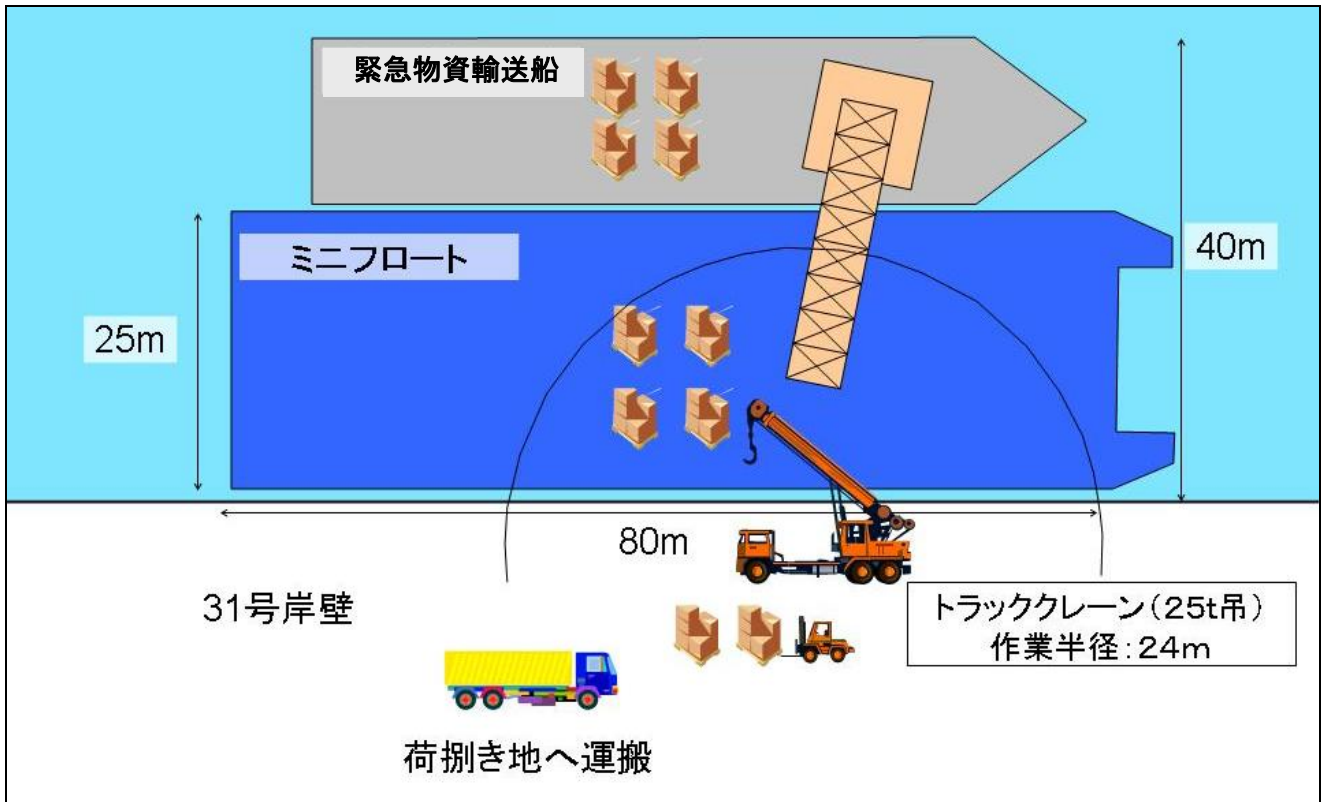 緊急物資輸送船
ミニフロート
40m
25m
80m
31号岸壁
トラッククレーン(25t吊)
作業半径:24m
荷捌き地へ運搬